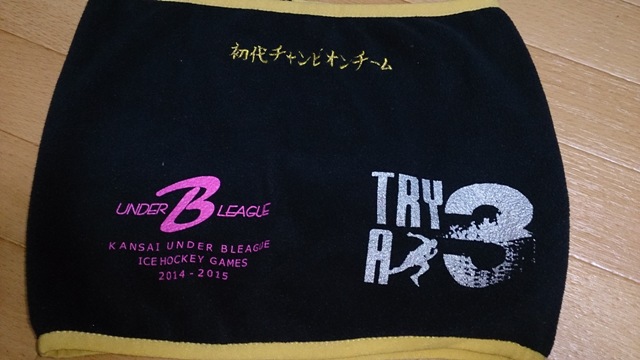 初代チャンピオンチーム
UNDER B LEAGUE
KANSAI UNDER BLEAGUE
ICE HOCKEY GAMES
2014-2015
TRY
A 3